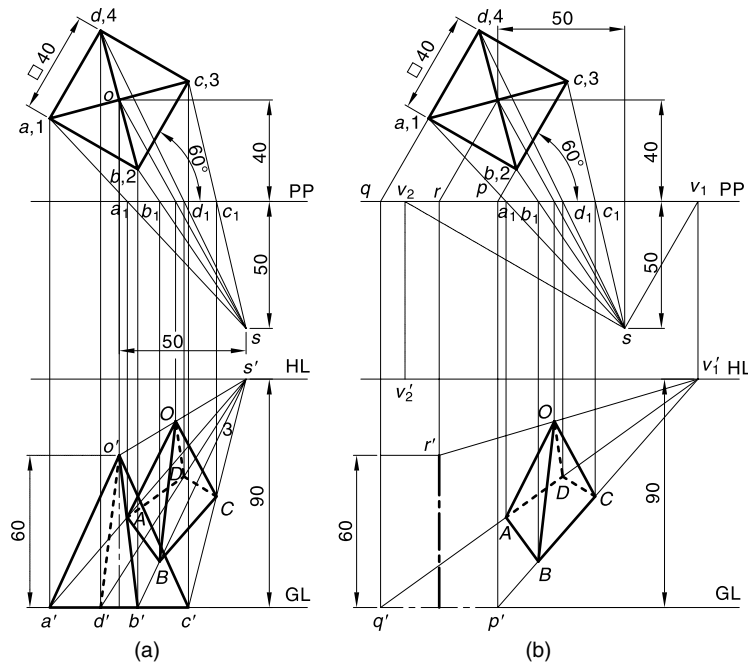 d,4
□ 40
o
c,3
a,1
b,2
60°
40
PP
a1
b1
d1
c1
50
s
50
HL
s′
O
3
o′
D
A
C
B
60
90
GL
a′
d′
b′
c′
(a)
d,4
50
□ 40
o
c,3
a,1
b,2
60°
40
q
v2
r
p
v1
PP
a1
b1
d1
c1
50
s
v′2
v′1
HL
O
r′
D
C
A
B
60
90
GL
q′
p′
(b)